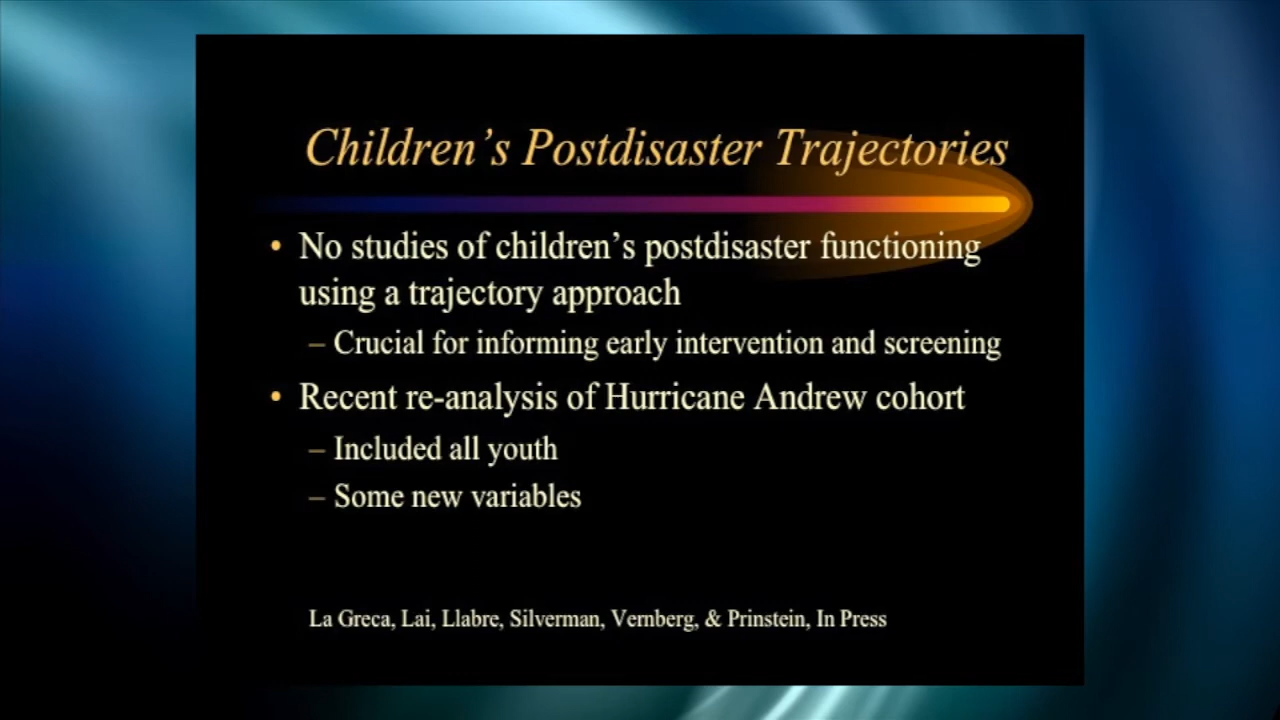 Children's Postdisaster Trajectories
• No studies of children's postdisaster functioning
using a trajectory approach
– Crucial for informing early intervention and screening
• Recent re-analysis of Hurricane Andrew cohort
– Included all youth
– Some new variables
La Greca, Lai, Llabre, Silverman, Vernberg, & Prinstein, In Press